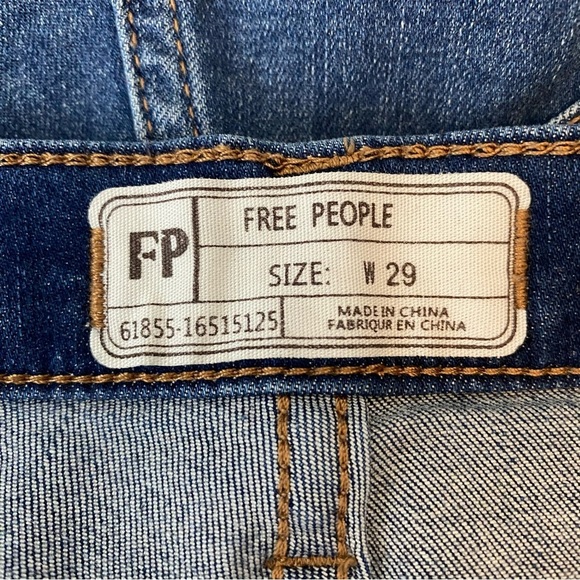 FP
FREE PEOPLE
SIZE: W 29
61855-16515125
MADE IN CHINA
FABRIQUR EN CHINA